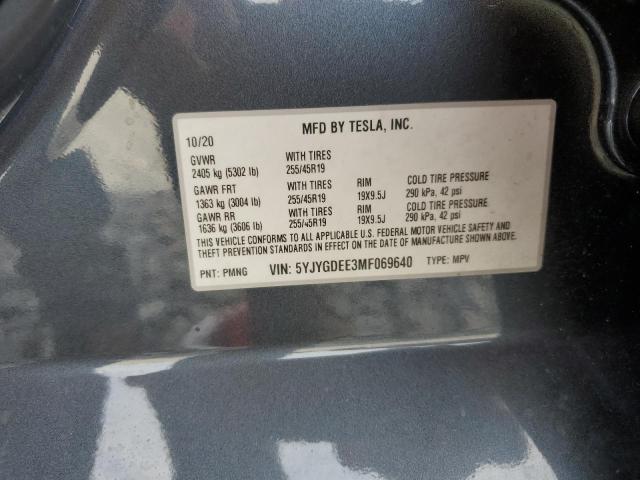 MFD BY TESLA, INC.
10/20
GVWR WITH TIRES
2405 kg (5302 lb) 255/45R19
GAWR FRT WITH TIRES RIM COLD TIRE PRESSURE
1363 kg (3004 lb) 255/45R19 19X9.5J 290 kPa, 42 psi
GAWR RR WITH TIRES RIM COLD TIRE PRESSURE
1636 kg (3606 lb) 255/45R19 19X9.5J 290 kPa, 42 psi
THIS VEHICLE CONFORMS TO ALL APPLICABLE U.S. FEDERAL MOTOR VEHICLE SAFETY AND
THEFT PREVENTION STANDARDS IN EFFECT ON THE DATE OF MANUFACTURE SHOWN ABOVE.
PNT: PMNG VIN: 5YJYGDEE3MF069640 TYPE: MPV